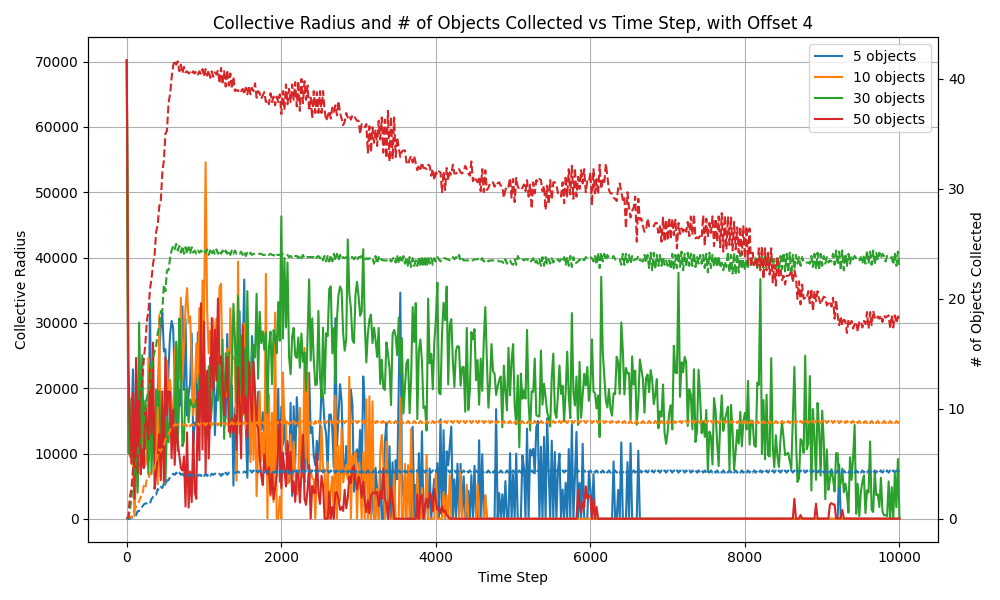 Collective Radius and # of Objects Collected vs Time Step, with Offset 4
5 objects
10 objects
30 objects
50 objects
Collective Radius
70000
60000
50000
40000
30000
20000
10000
0
# of Objects Collected
40
30
20
10
0
0
2000
4000
6000
8000
10000
Time Step